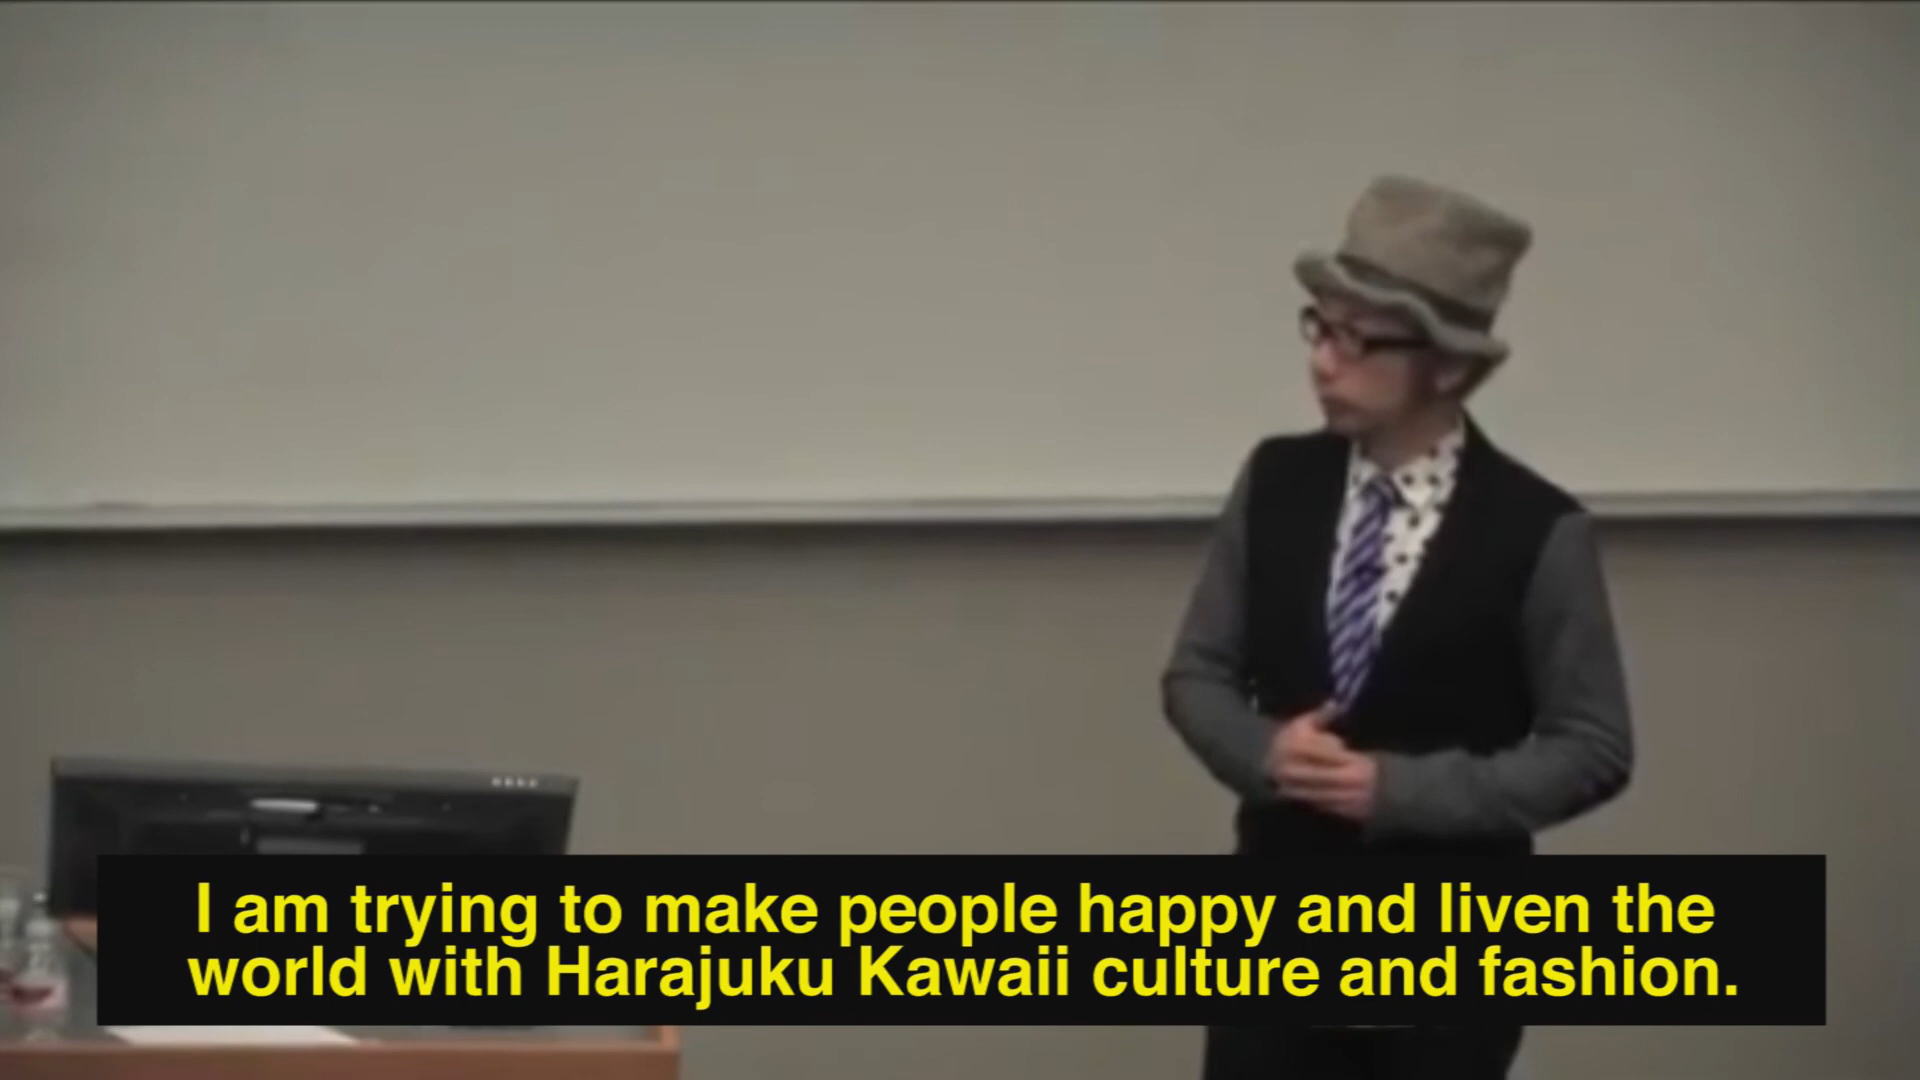 I am trying to make people happy and liven the
world with Harajuku Kawaii culture and fashion.